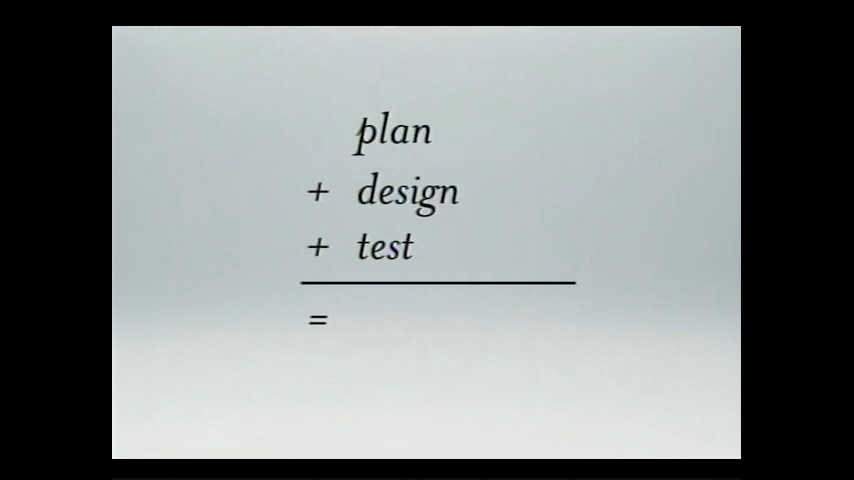 plan
+ design
+ test
=